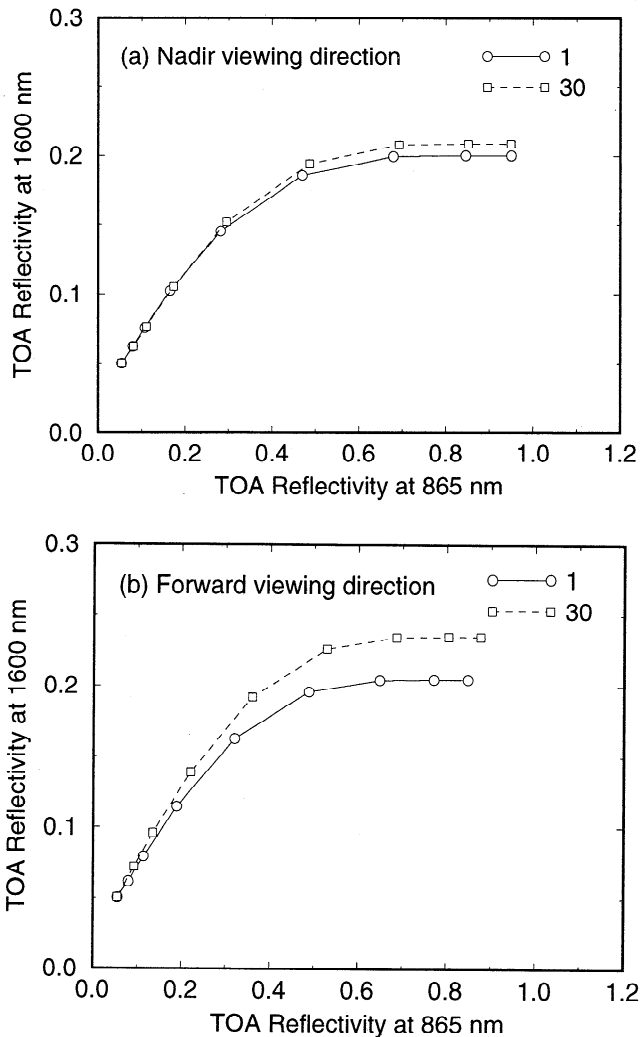 0.3
(a) Nadir viewing direction
1
30
0.2
0.1
0.0
TOA Reflectivity at 1600 nm
0.0 0.2 0.4 0.6 0.8 1.0 1.2
TOA Reflectivity at 865 nm
0.3
(b) Forward viewing direction
1
30
0.2
0.1
0.0
TOA Reflectivity at 1600 nm
0.0 0.2 0.4 0.6 0.8 1.0 1.2
TOA Reflectivity at 865 nm